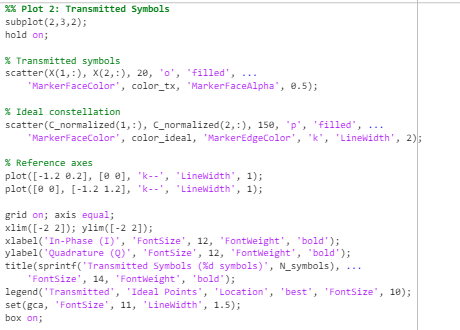 %% Plot 2: Transmitted Symbols
subplot(2,3,2);
hold on;
% Transmitted symbols
scatter(X(1,:), X(2,:), 20, 'o', 'filled', ...
    'MarkerFaceColor', color_tx, 'MarkerFaceAlpha', 0.5);
% Ideal constellation
scatter(C_normalized(1,:), C_normalized(2,:), 150, 'p', 'filled', ...
    'MarkerFaceColor', color_ideal, 'MarkerEdgeColor', 'k', 'LineWidth', 2);
% Reference axes
plot([-1.2 0.2], [0 0], 'k--', 'LineWidth', 1);
plot([0 0], [-1.2 1.2], 'k--', 'LineWidth', 1);
grid on; axis equal;
xlim([-2 2]); ylim([-2 2]);
xlabel('In-Phase (I)', 'FontSize', 12, 'FontWeight', 'bold');
ylabel('Quadrature (Q)', 'FontSize', 12, 'FontWeight', 'bold');
title(sprintf('Transmitted Symbols (%d symbols)', N_symbols), ...
    'FontSize', 14, 'FontWeight', 'bold');
legend('Transmitted', 'Ideal Points', 'Location', 'best', 'FontSize', 10);
set(gca, 'FontSize', 11, 'LineWidth', 1.5);
box on;